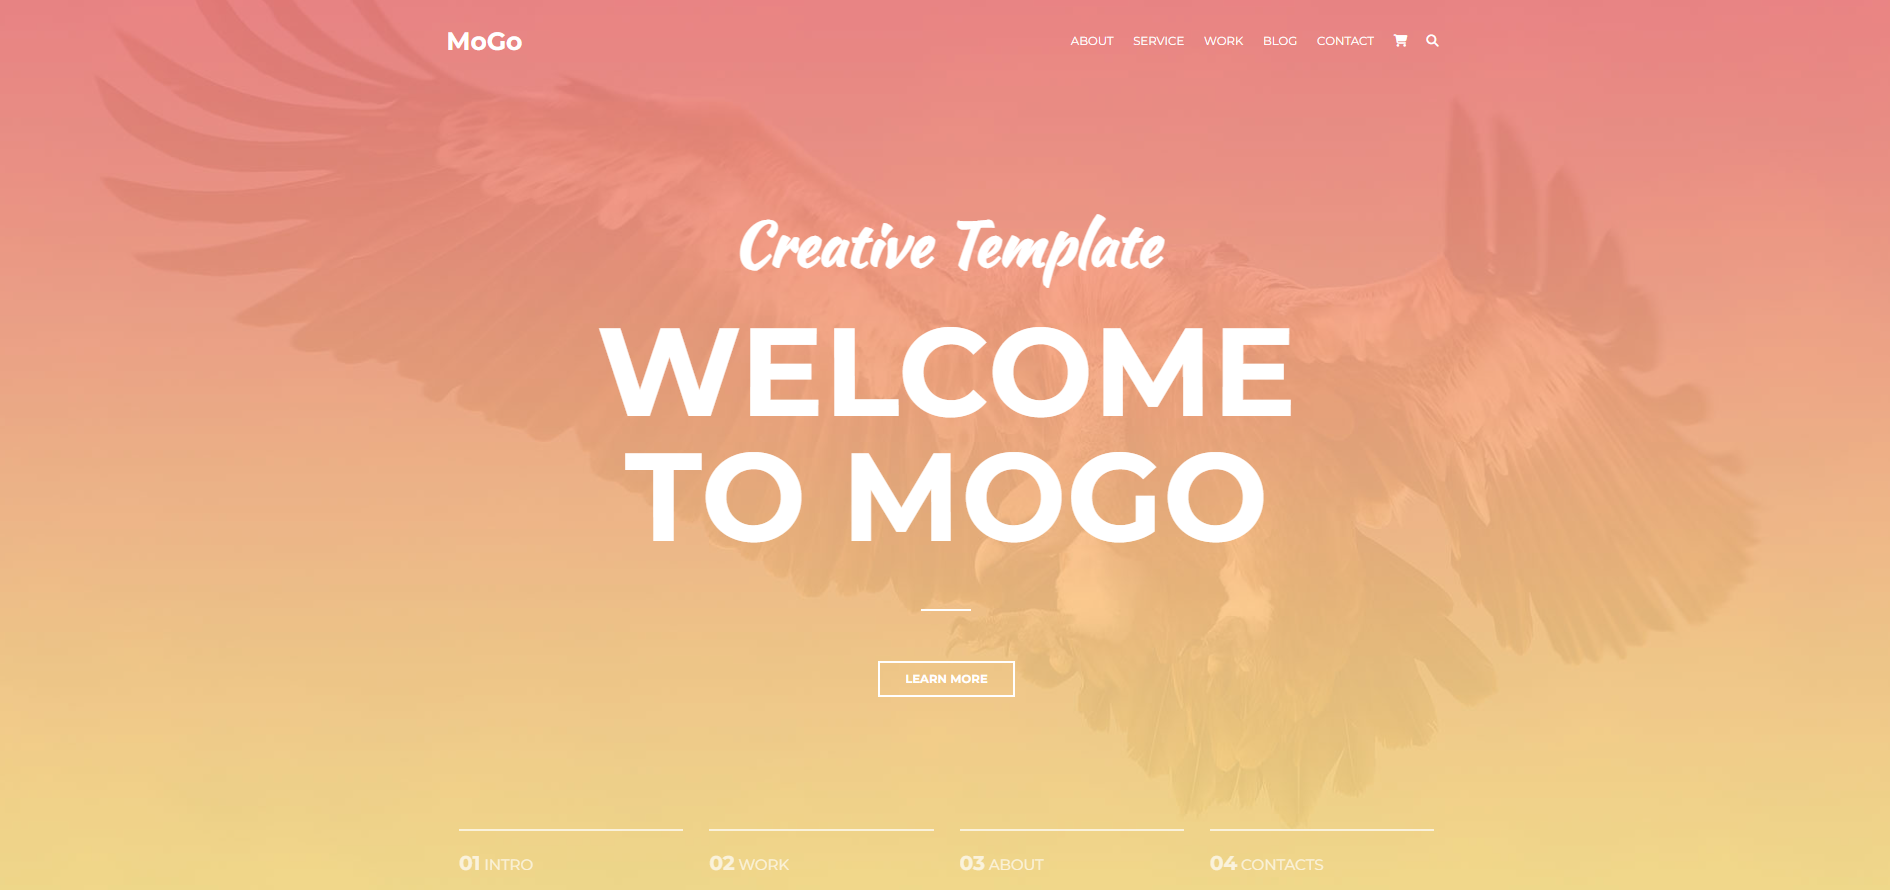 MoGo
ABOUT SERVICE WORK BLOG CONTACT
Creative Template
WELCOME
TO MOGO
LEARN MORE
01 INTRO 02 WORK 03 ABOUT 04 CONTACTS